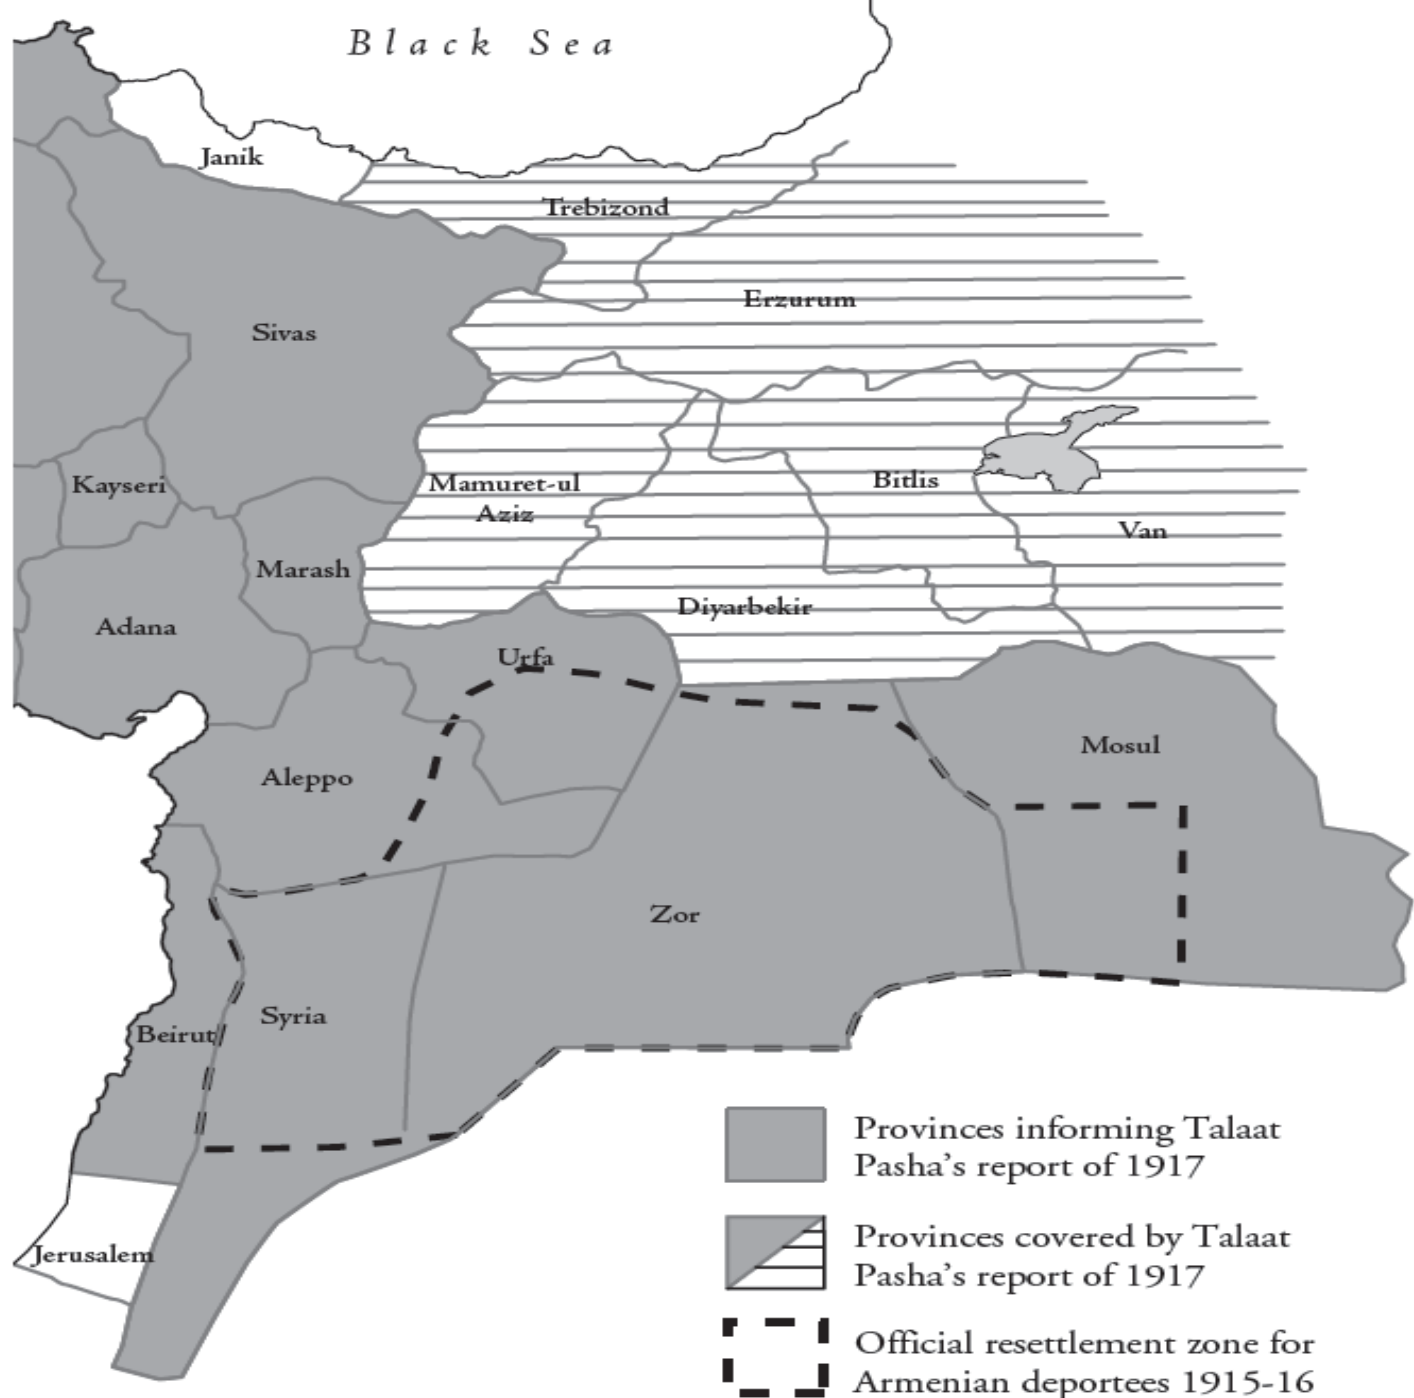 Black Sea
Janik
Trebizond
Erzurum
Sivas
Kayseri
Mamuret-ul
Aziz
Bitlis
Van
Marash
Adana
Diyarbekir
Urfa
Mosul
Aleppo
Zor
Syria
Beirut
Jerusalem
Provinces informing Talaat
Pasha's report of 1917
Provinces covered by Talaat
Pasha's report of 1917
Official resettlement zone for
Armenian deportees 1915-16